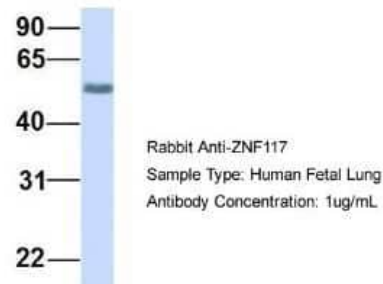 90
65
40
31
22
Rabbit Anti-ZNF117
Sample Type: Human Fetal Lung
Antibody Concentration: 1ug/mL